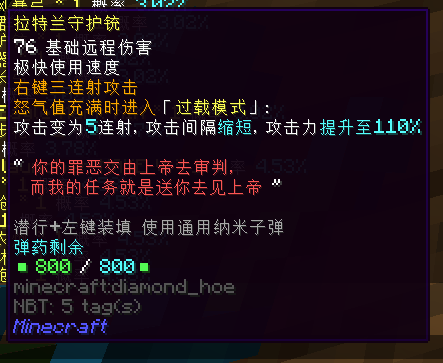 拉特兰守护铳
76 基础远程伤害
极快使用速度
右键三连射攻击
怒气值充满时进入「过载模式」:
攻击变为5连射, 攻击间隔缩短, 攻击力提升至110%
“ 你的罪恶交由上帝去审判,
而我的任务就是送你去见上帝 ”
潜行+左键装填 使用通用纳米子弹
弹药剩余
▪ 800 / 800 ▪
minecraft:diamond_hoe
NBT: 5 tag(s)
Minecraft